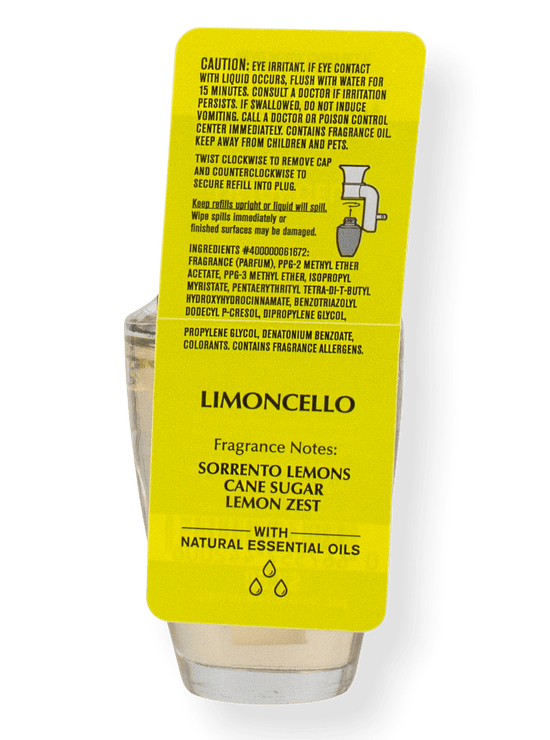 CAUTION: EYE IRRITANT. IF EYE CONTACT
WITH LIQUID OCCURS, FLUSH WITH WATER FOR
15 MINUTES. CONSULT A DOCTOR IF IRRITATION
PERSISTS. IF SWALLOWED, DO NOT INDUCE
VOMITING. CALL A DOCTOR OR POISON CONTROL
CENTER IMMEDIATELY. CONTAINS FRAGRANCE OIL.
KEEP AWAY FROM CHILDREN AND PETS.
TWIST CLOCKWISE TO REMOVE CAP
AND COUNTERCLOCKWISE TO
SECURE REFILL INTO PLUG.
Keep refills upright or liquid will spill.
Wipe spills immediately or
finished surfaces may be damaged.
INGREDIENTS #400000061672:
FRAGRANCE (PARFUM), PPG-2 METHYL ETHER
ACETATE, PPG-3 METHYL ETHER, ISOPROPYL
MYRISTATE, PENTAERYTHRITYL TETRA-DI-T-BUTYL
HYDROXYHYDROCINNAMATE, BENZOTRIAZOLYL
DODECYL P-CRESOL, DIPROPYLENE GLYCOL,
PROPYLENE GLYCOL, DENATONIUM BENZOATE,
COLORANTS. CONTAINS FRAGRANCE ALLERGENS.
LIMONCELLO
Fragrance Notes:
SORRENTO LEMONS
CANE SUGAR
LEMON ZEST
WITH
NATURAL ESSENTIAL OILS